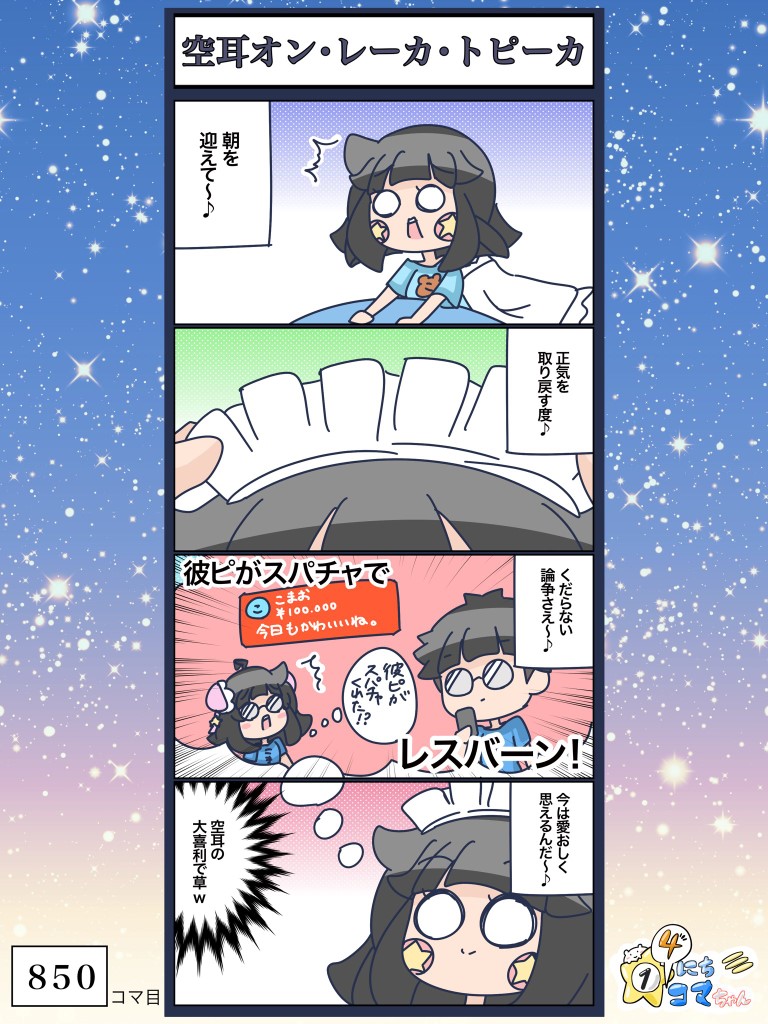 空耳オン・レーカ・トピーカ
朝を
迎えて〜♪
正気を
取り戻す度♪
くだらない
論争さえ〜♪
彼ピがスパチャで
こ
こまお
¥100.000
今日もかわいいね。
彼ピが
スパチャ
くれた!?
レスバーン!
今は愛おしく
思えるんだ〜♪
空耳の
大喜利で草w
850
コマ目
4
1
にち
コマ
ちゃん